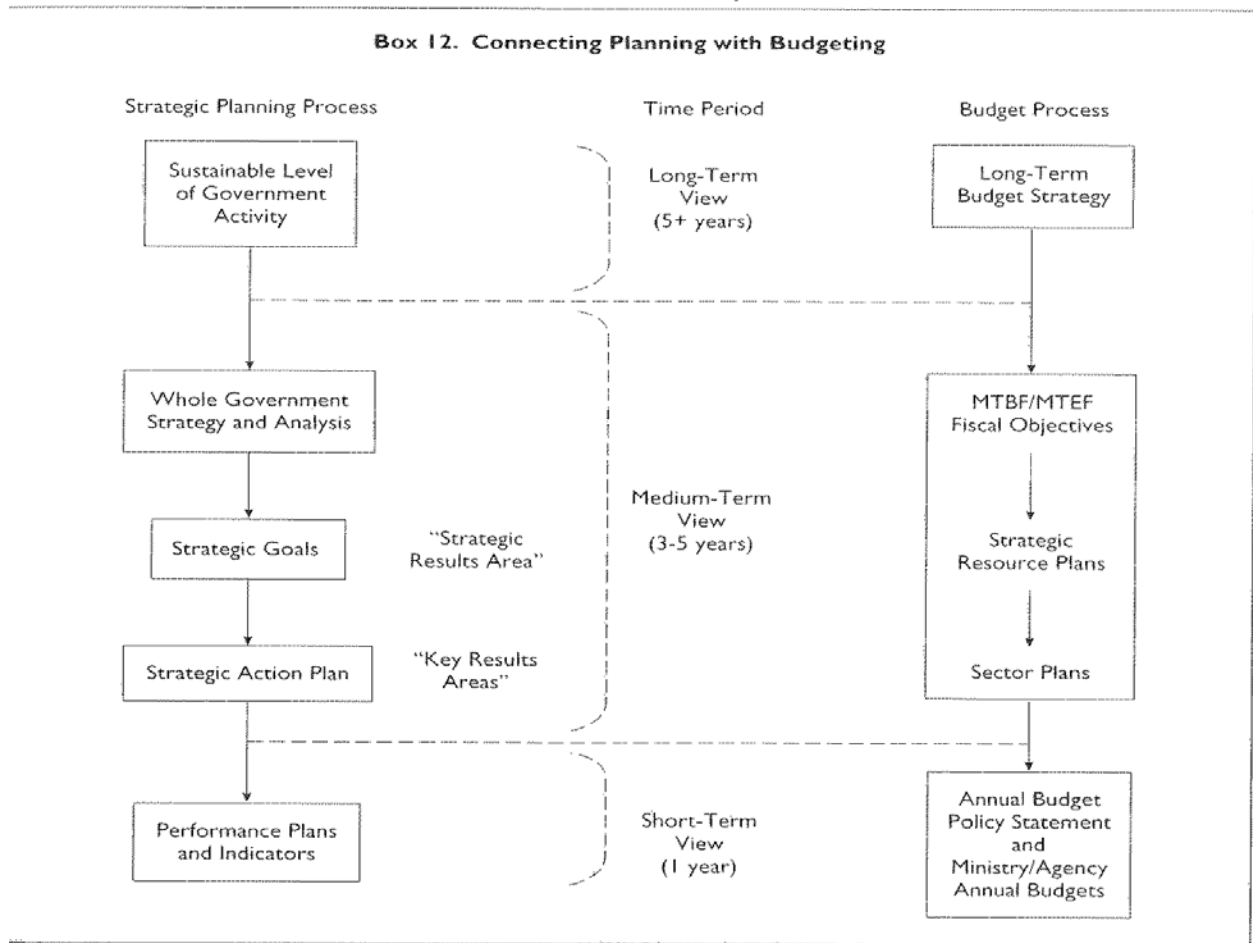 Box 12. Connecting Planning with Budgeting
Strategic Planning Process
Time Period
Budget Process
Sustainable Level
of Government
Activity
Long-Term
View
(5+ years)
Long-Term
Budget Strategy
Whole Government
Strategy and Analysis
MTBF/MTEF
Fiscal Objectives
Strategic Goals
"Strategic
Results Area"
Medium-Term
View
(3-5 years)
Strategic
Resource Plans
Strategic Action Plan
"Key Results
Areas"
Sector Plans
Performance Plans
and Indicators
Short-Term
View
(1 year)
Annual Budget
Policy Statement
and
Ministry/Agency
Annual Budgets